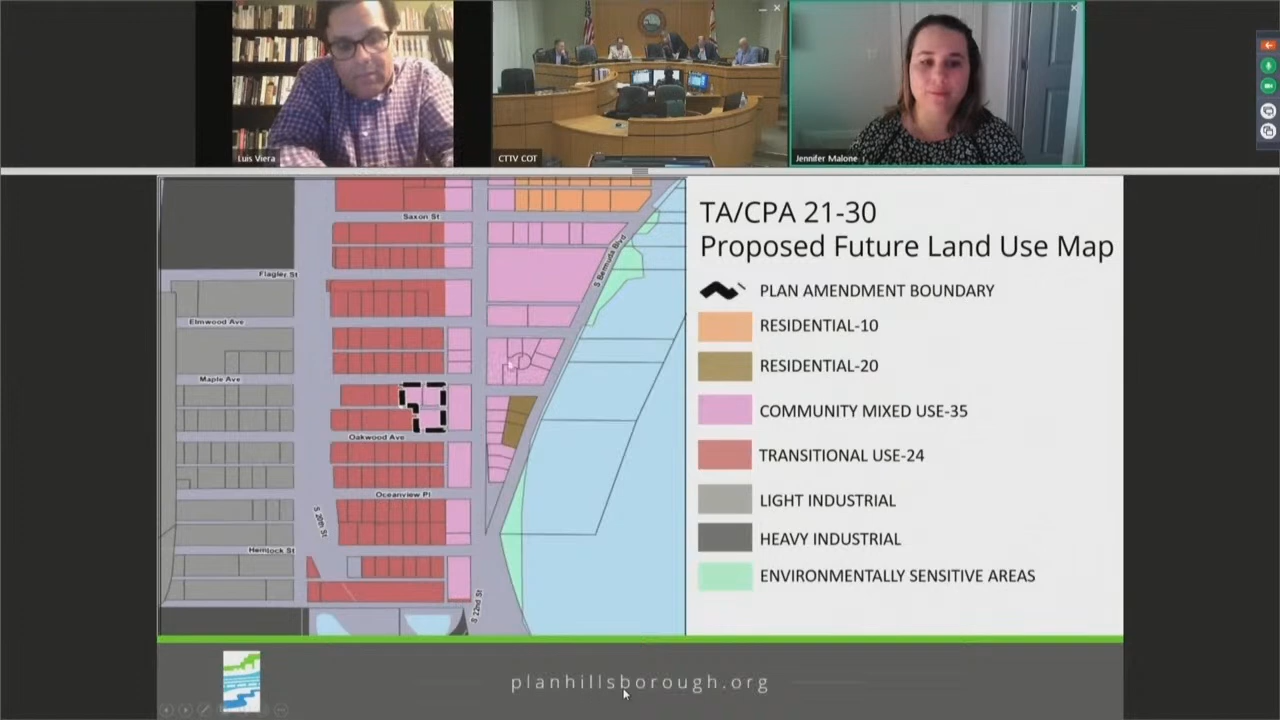 Luis Viera
CTTV COT
Jennifer Malone
TA/CPA 21-30
Proposed Future Land Use Map
PLAN AMENDMENT BOUNDARY
RESIDENTIAL-10
RESIDENTIAL-20
COMMUNITY MIXED USE-35
TRANSITIONAL USE-24
LIGHT INDUSTRIAL
HEAVY INDUSTRIAL
ENVIRONMENTALLY SENSITIVE AREAS
Saxon St
S Bermuda Blvd
Flagler St
Elmwood Ave
Maple Ave
Oakwood Ave
Oceanview Pl
S 20th St
Hemlock St
S 22nd St
planhillsborough.org